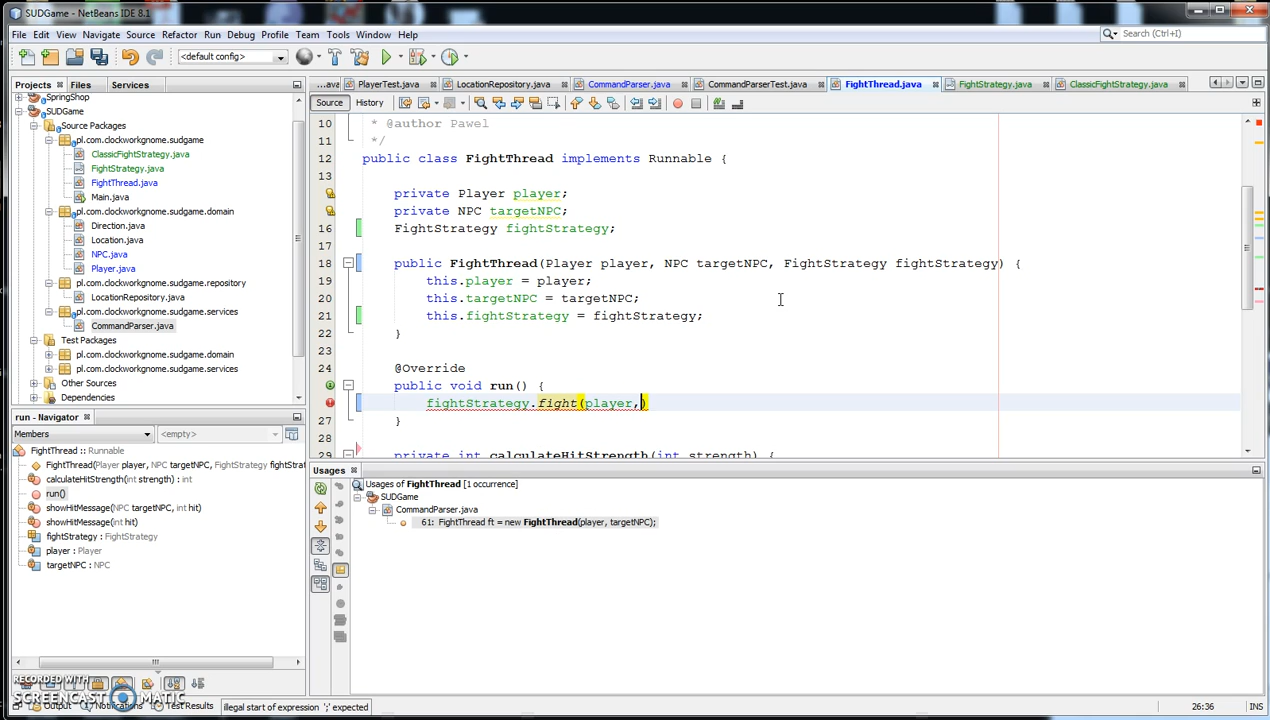 SUDGame - NetBeans IDE 8.1
File Edit View Navigate Source Refactor Run Debug Profile Team Tools Window Help
Search (Ctrl+I)
<default config>
Projects Files Services
...ava PlayerTest.java LocationRepository.java CommandParser.java CommandParserTest.java FightThread.java FightStrategy.java ClassicFightStrategy.java
Source History
SpringShop
SUDGame
Source Packages
pl.com.clockworkgnome.sudgame
ClassicFightStrategy.java
FightStrategy.java
FightThread.java
Main.java
pl.com.clockworkgnome.sudgame.domain
Direction.java
Location.java
NPC.java
Player.java
pl.com.clockworkgnome.sudgame.repository
LocationRepository.java
pl.com.clockworkgnome.sudgame.services
CommandParser.java
Test Packages
pl.com.clockworkgnome.sudgame.domain
pl.com.clockworkgnome.sudgame.services
Other Sources
Dependencies
10 * @author Pawel
11 */
12 public class FightThread implements Runnable {
13
private Player player;
private NPC targetNPC;
16 FightStrategy fightStrategy;
17
18 public FightThread(Player player, NPC targetNPC, FightStrategy fightStrategy) {
19 this.player = player;
20 this.targetNPC = targetNPC;
21 this.fightStrategy = fightStrategy;
22 }
23
24 @Override
public void run() {
fightStrategy.fight(player,)
27 }
28
29 private int calculateHitStrength(int strength) {
run - Navigator
Members <empty>
FightThread :: Runnable
FightThread(Player player, NPC targetNPC, FightStrategy fightStrat
calculateHitStrength(int strength) : int
run()
showHitMessage(NPC targetNPC, int hit)
showHitMessage(int hit)
fightStrategy : FightStrategy
player : Player
targetNPC : NPC
Usages
Usages of FightThread [1 occurrence]
SUDGame
CommandParser.java
61: FightThread ft = new FightThread(player, targetNPC);
RECORDED WITH
SCREENCAST MATIC
Output Notifications Test Results
illegal start of expression ';' expected
26:36 INS